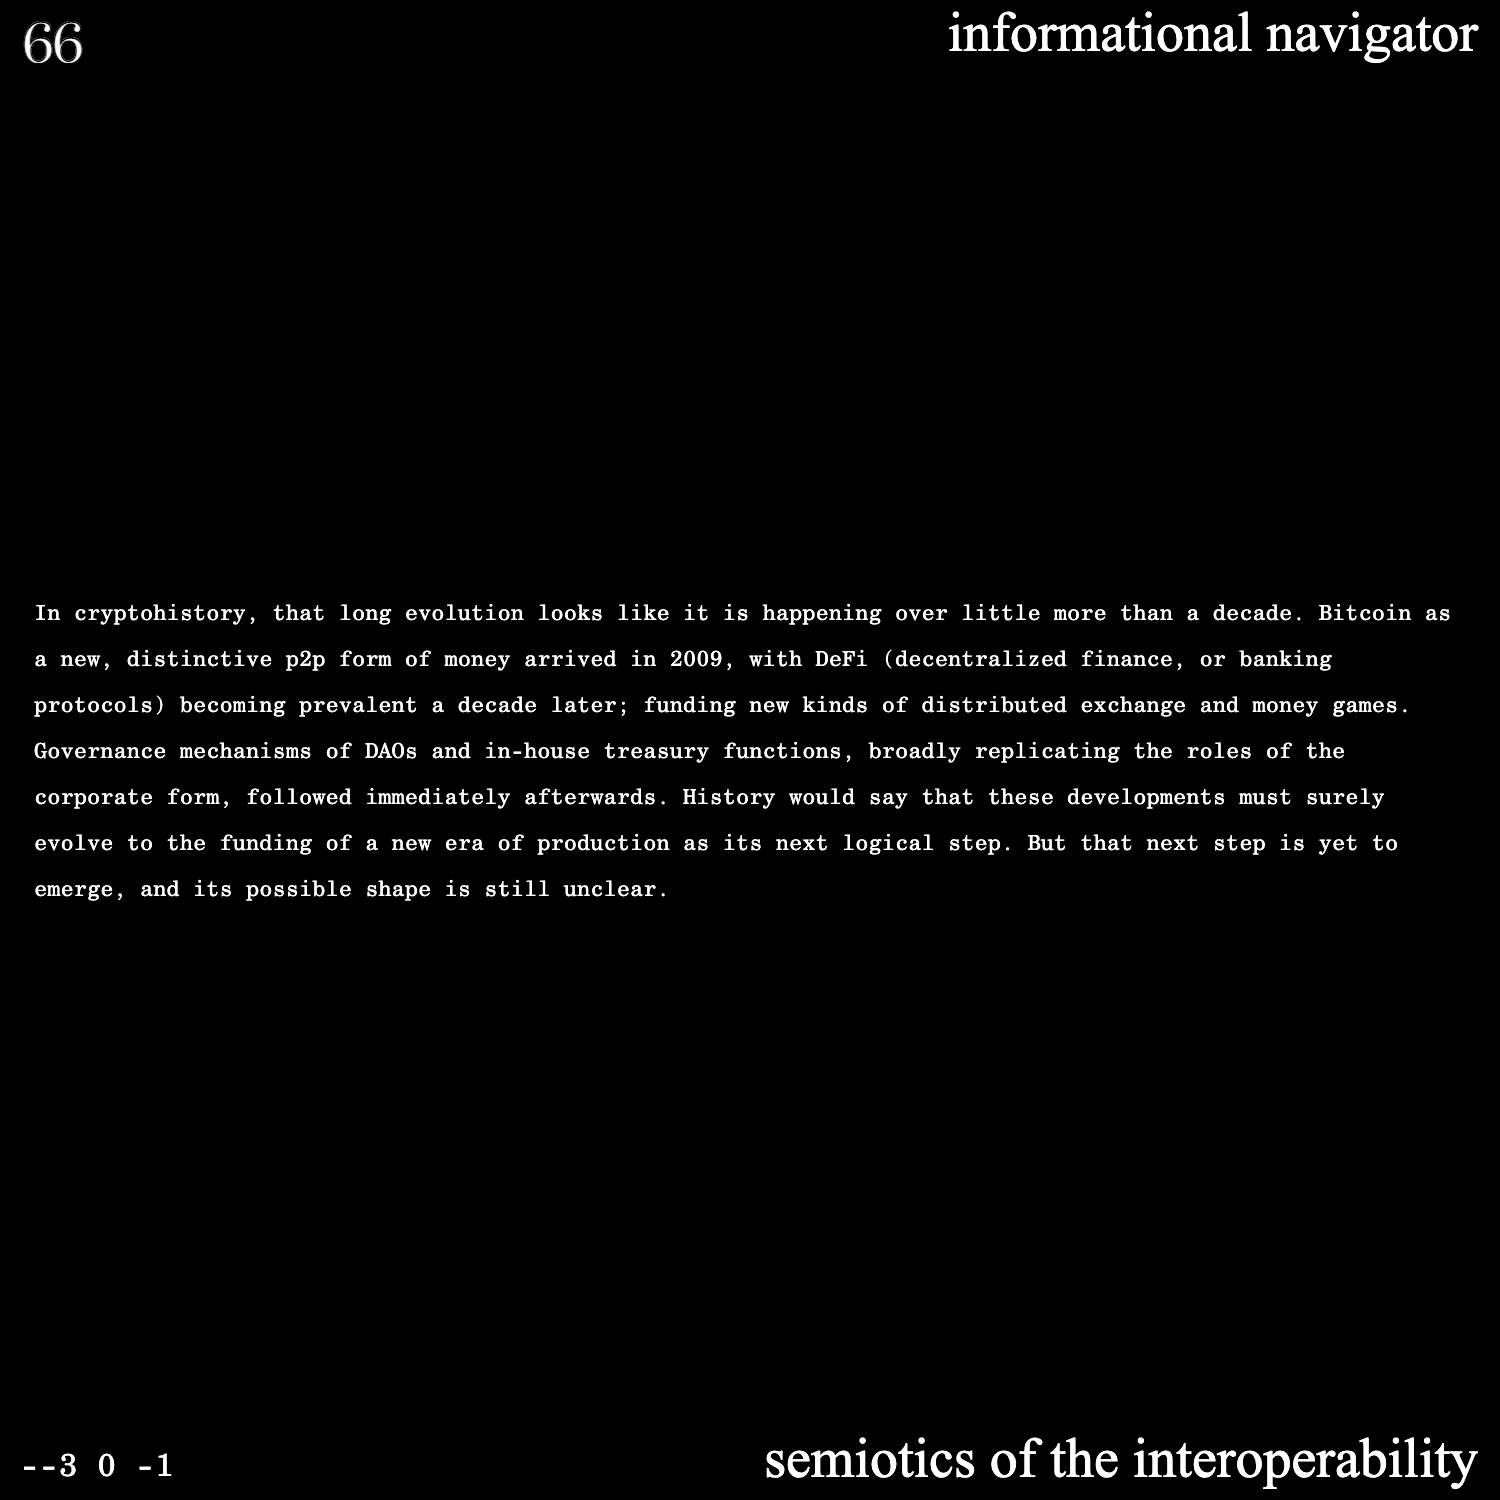 66
informational navigator
In cryptohistory, that long evolution looks like it is happening over little more than a decade. Bitcoin as
a new, distinctive p2p form of money arrived in 2009, with DeFi (decentralized finance, or banking
protocols) becoming prevalent a decade later; funding new kinds of distributed exchange and money games.
Governance mechanisms of DAOs and in-house treasury functions, broadly replicating the roles of the
corporate form, followed immediately afterwards. History would say that these developments must surely
evolve to the funding of a new era of production as its next logical step. But that next step is yet to
emerge, and its possible shape is still unclear.
--3 0 -1
semiotics of the interoperability